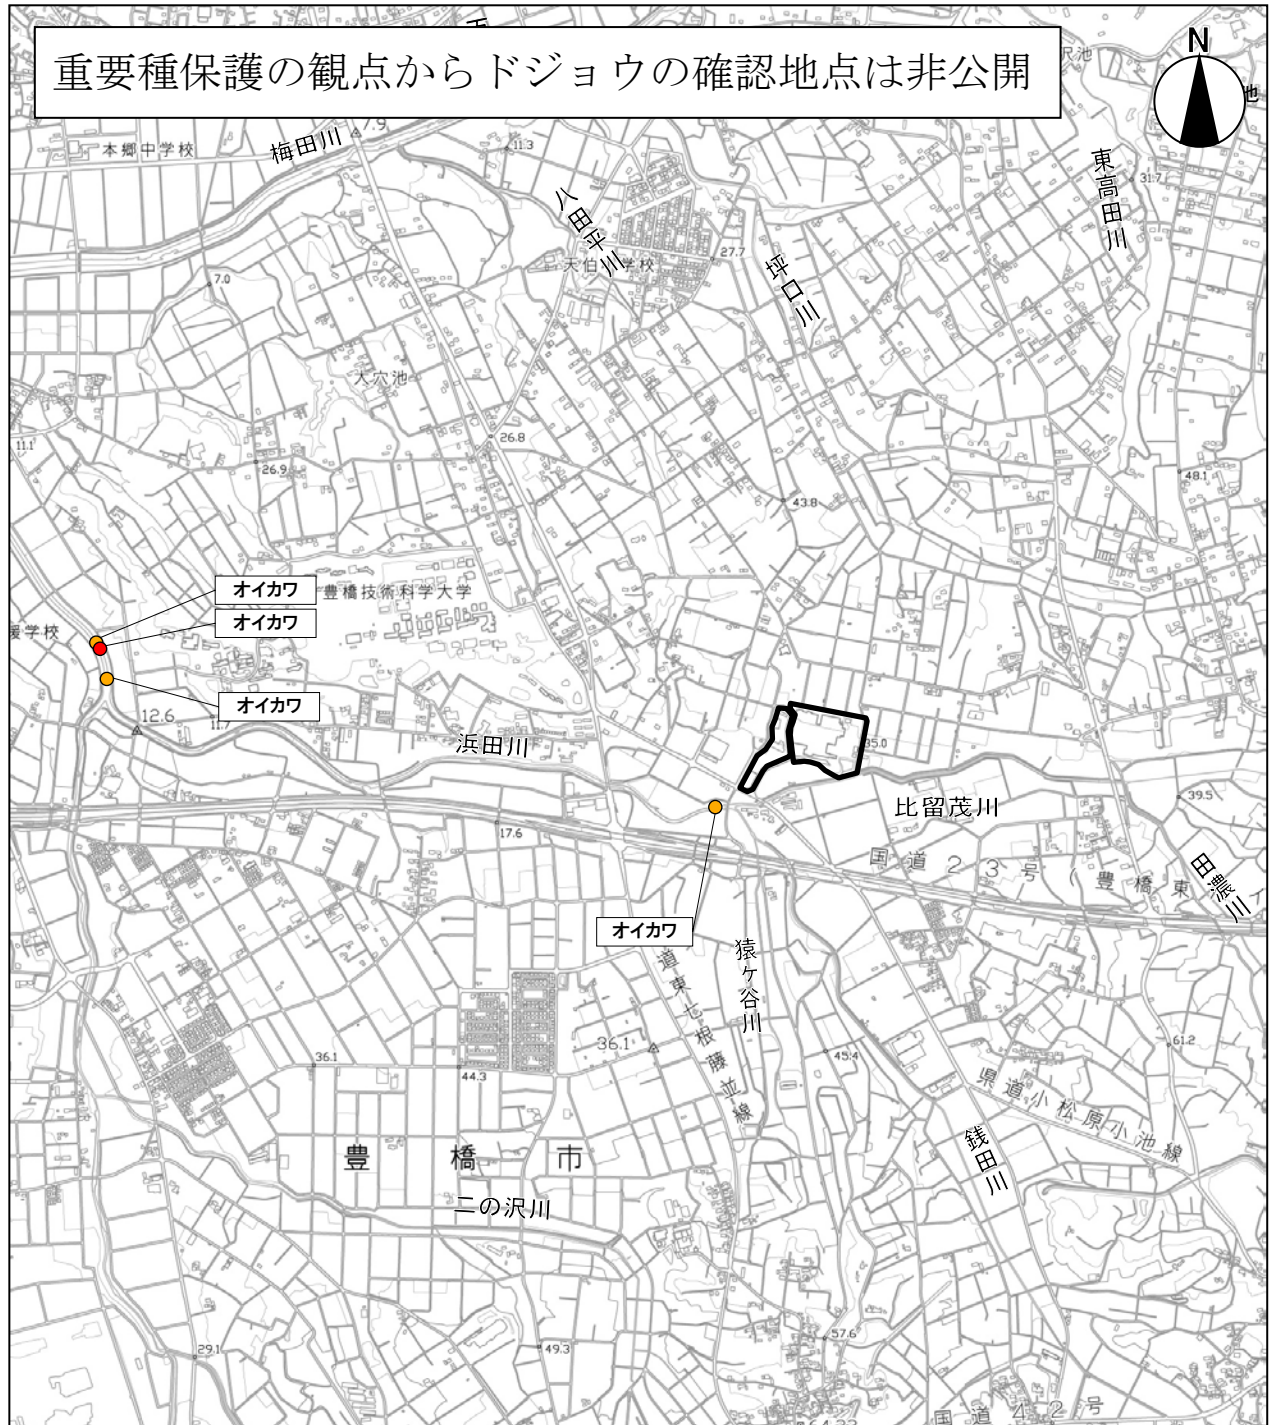 重要種保護の観点からドジョウの確認地点は非公開
N
沢池
7.9
梅田川
本郷中学校
11.3
東高田川
31.7
八田平川
27.7
坪口川
7.0
大穴池
26.8
11.1
26.9
48.1
43.8
オイカワ
豊橋技術科学大学
オイカワ
援学校
オイカワ
12.6
11.7
浜田川
35.0
比留茂川
39.5
17.6
国道23号(豊橋東
田濃川
オイカワ
猿ヶ谷川
道東七根藤並線
36.1
36.1
45.4
61.2
44.3
県道小松原小池線
銭田川
豊橋市
二の沢川
57.6
29.1
49.3
国道42号